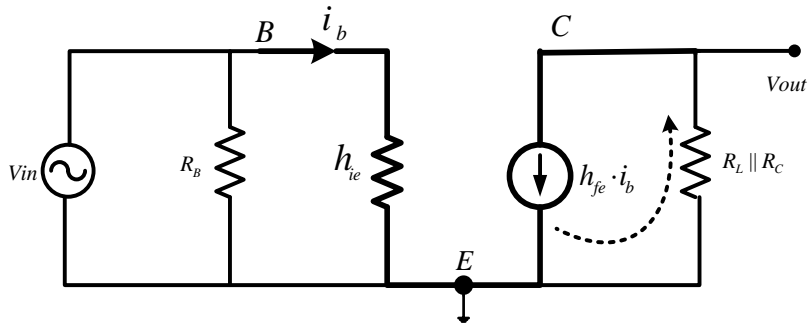 B
i_b
C
Vout
Vin
R_B
h_ie
h_fe · i_b
R_L || R_C
E